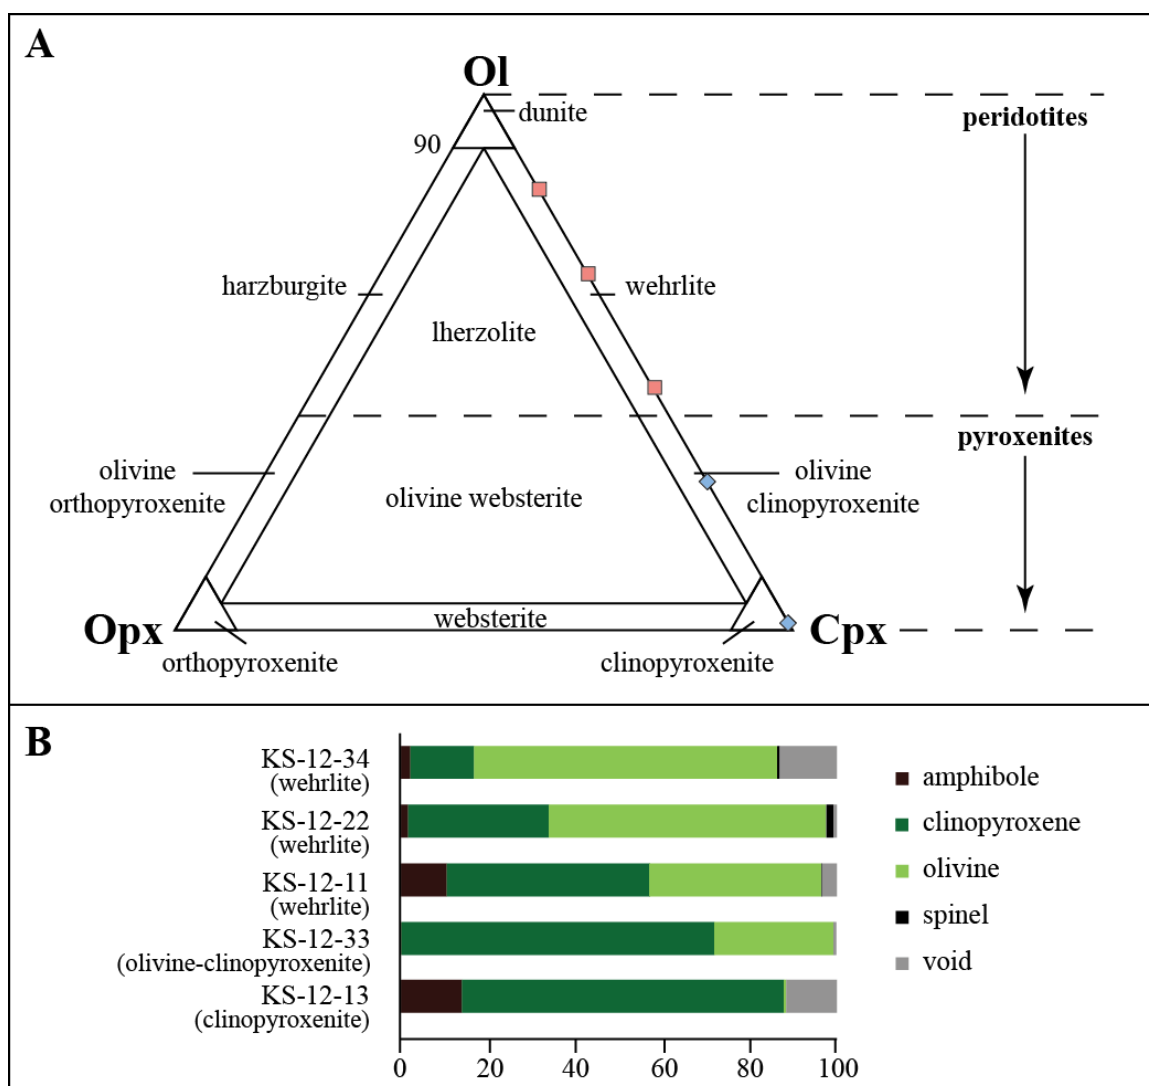 A
Ol
dunite
peridotites
90
harzburgite
wehrlite
lherzolite
pyroxenites
olivine
orthopyroxenite
olivine websterite
olivine
clinopyroxenite
Opx
websterite
Cpx
orthopyroxenite
clinopyroxenite
B
KS-12-34
(wehrlite)
KS-12-22
(wehrlite)
KS-12-11
(wehrlite)
KS-12-33
(olivine-clinopyroxenite)
KS-12-13
(clinopyroxenite)
amphibole
clinopyroxene
olivine
spinel
void
0 20 40 60 80 100